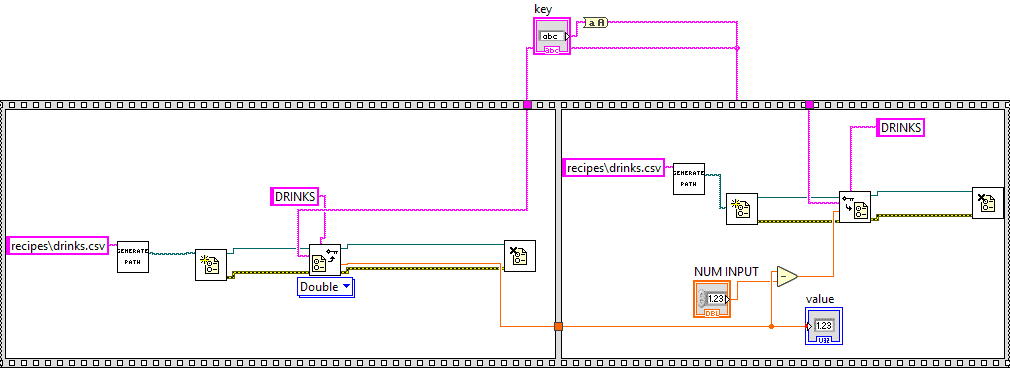 key
abc
abc
a A
DRINKS
recipes\drinks.csv
GENERATE
PATH
DRINKS
recipes\drinks.csv
GENERATE
PATH
Double
NUM INPUT
1.23
DBL
value
1.23
U32